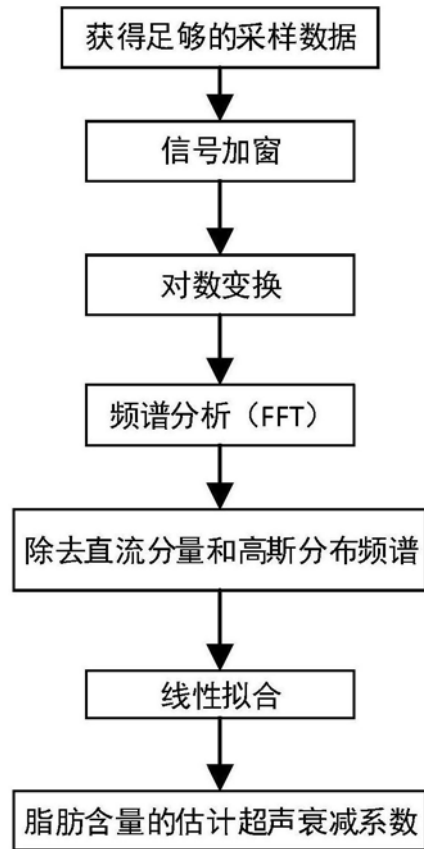 获得足够的采样数据
信号加窗
对数变换
频谱分析（FFT）
除去直流分量和高斯分布频谱
线性拟合
脂肪含量的估计超声衰减系数